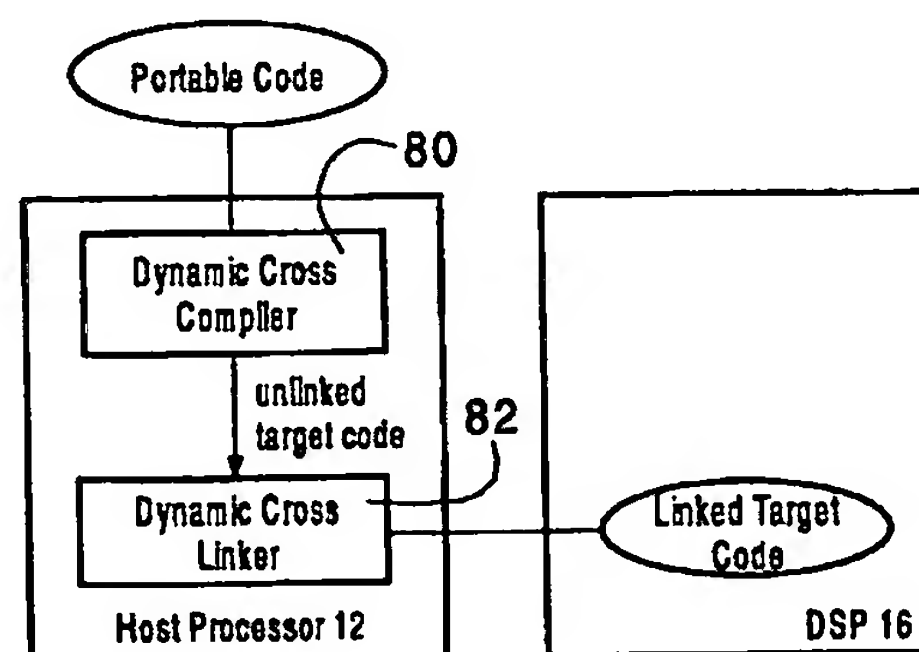 Portable Code
80
Dynamic Cross
Compiler
unlinked
target code
82
Dynamic Cross
Linker
Linked Target
Code
Host Processor 12
DSP 16